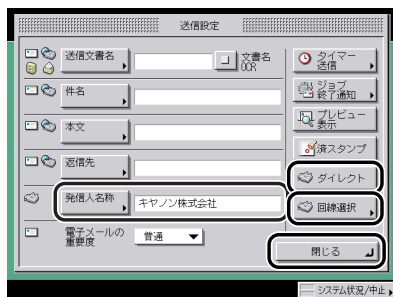 送信設定
送信文書名
文書名
OCR
件名
本文
返信先
発信人名称
キヤノン株式会社
電子メールの
重要度
普通
タイマー
送信
ジョブ
終了通知
プレビュー
表示
済スタンプ
ダイレクト
回線選択
閉じる
システム状況/中止